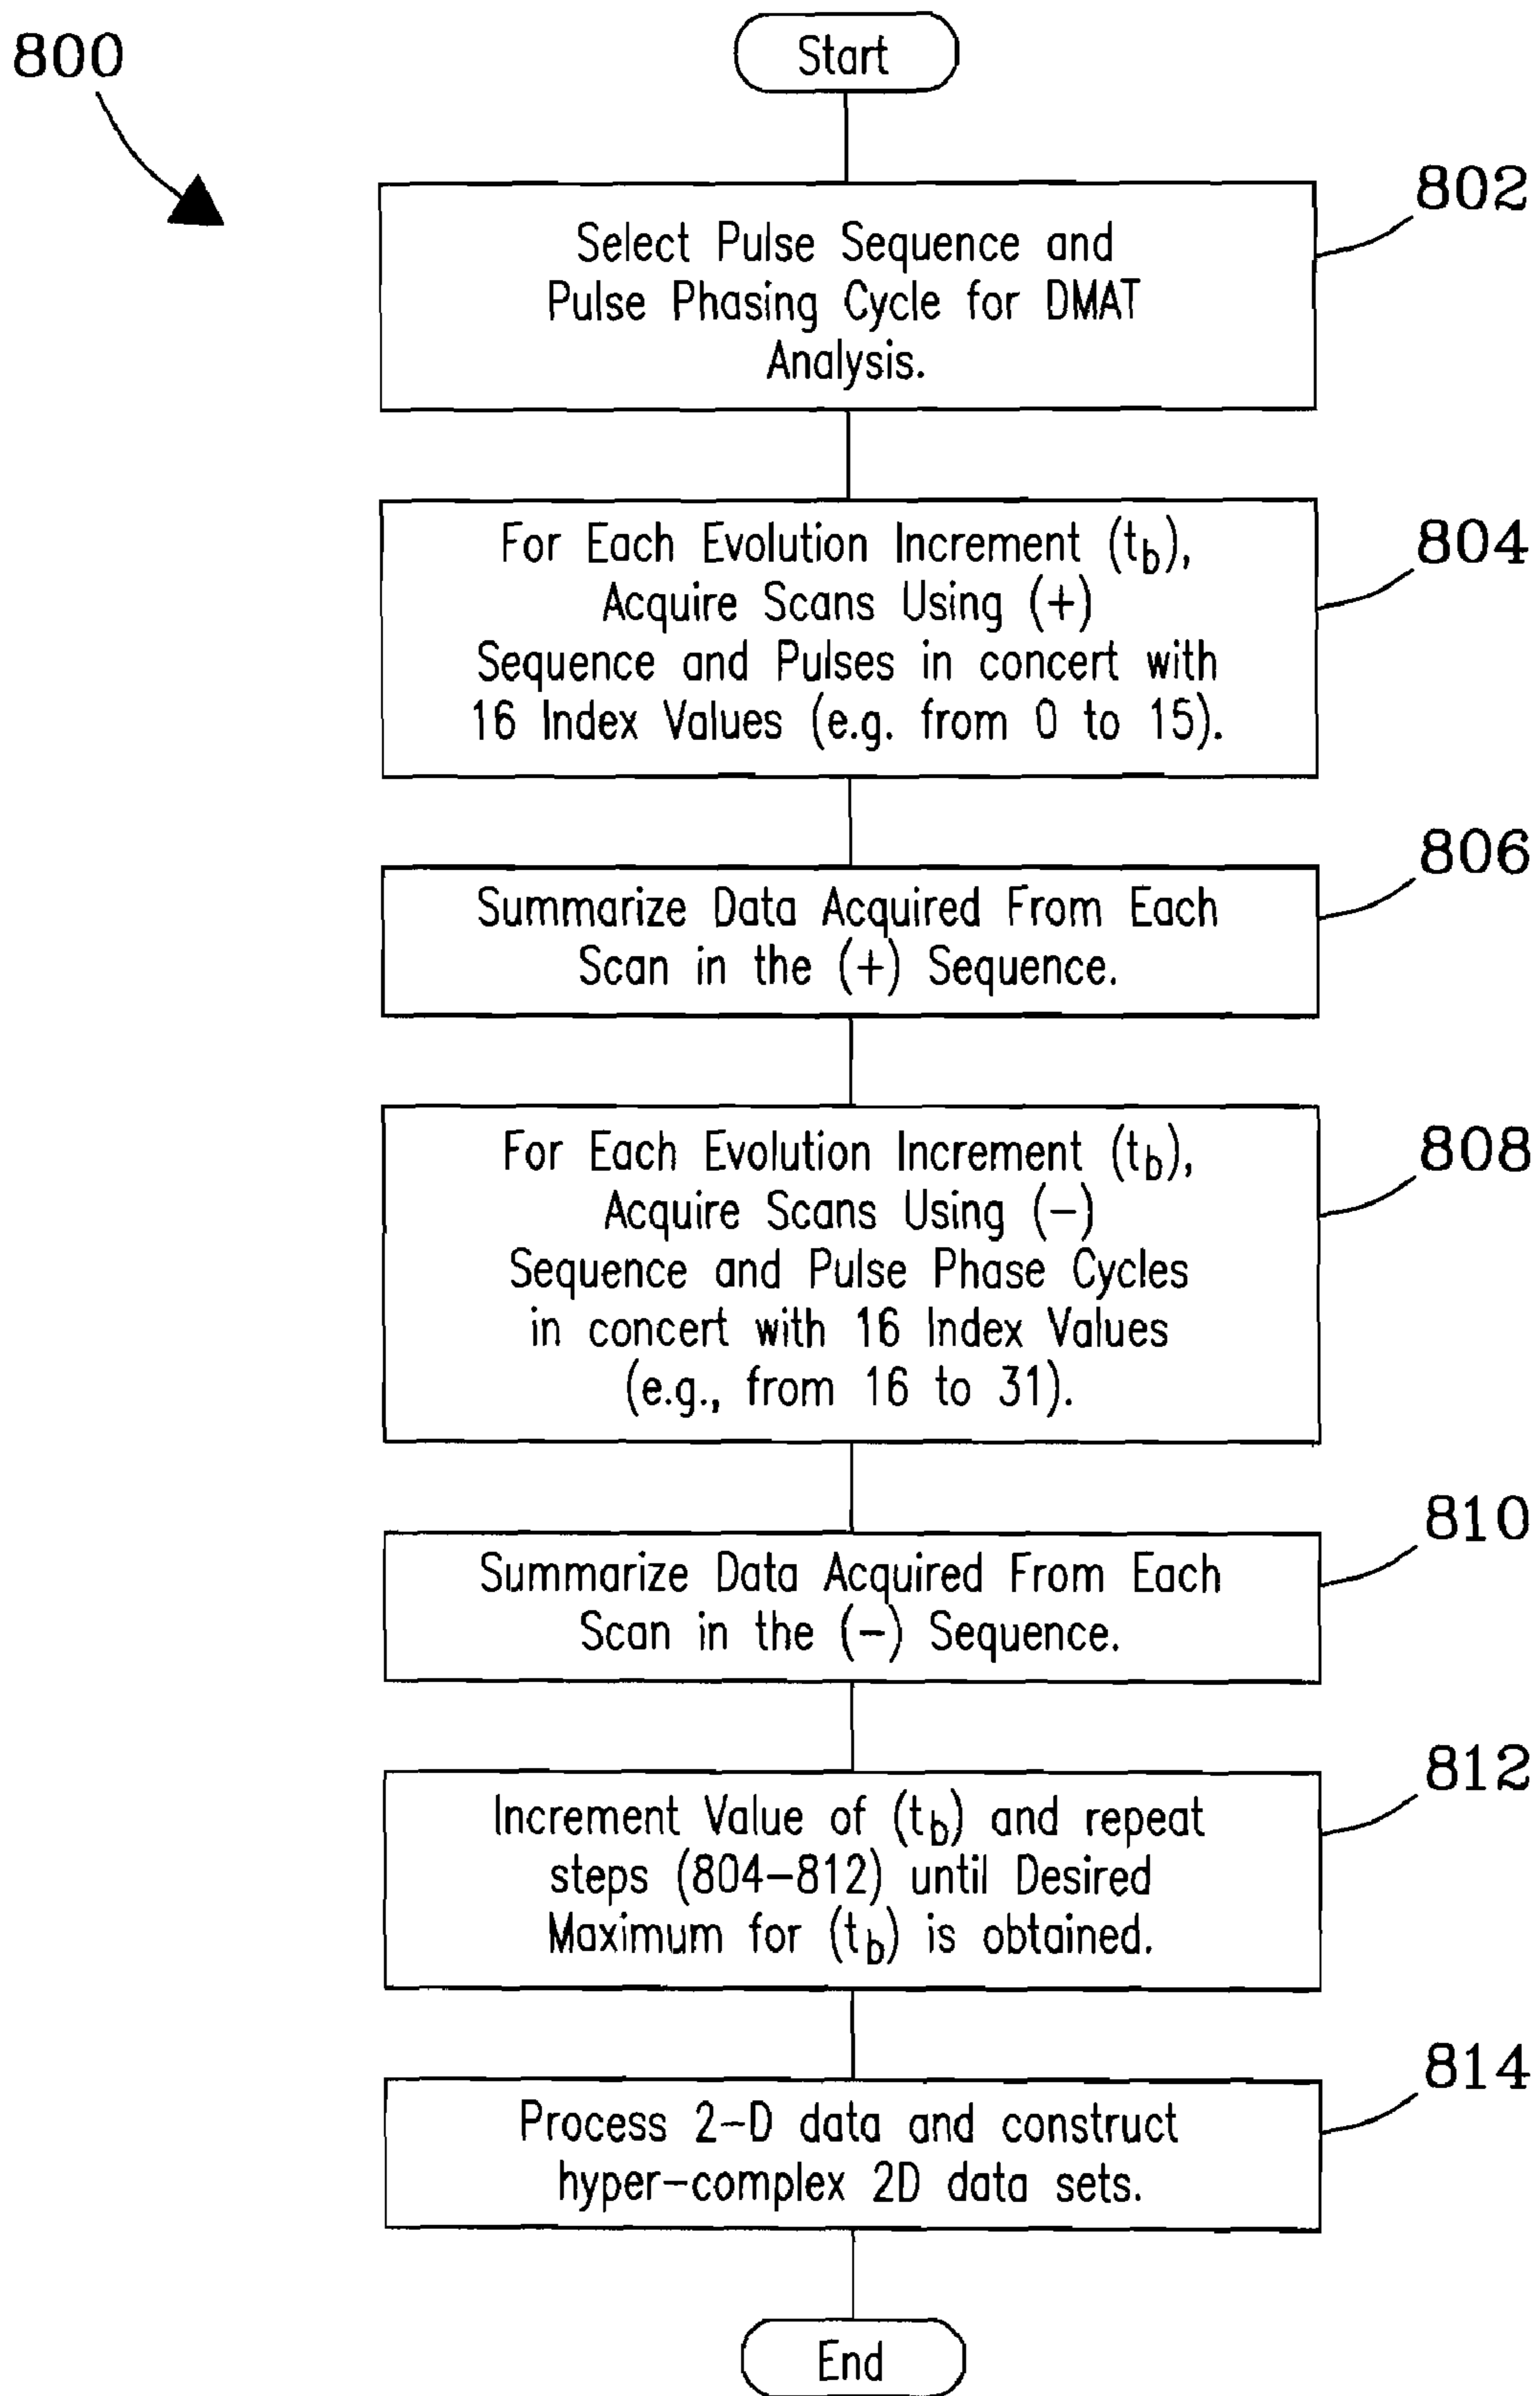 800
Start
802
Select Pulse Sequence and
Pulse Phasing Cycle for DMAT
Analysis.
804
For Each Evolution Increment (tb),
Acquire Scans Using (+)
Sequence and Pulses in concert with
16 Index Values (e.g. from 0 to 15).
806
Summarize Data Acquired From Each
Scan in the (+) Sequence.
808
For Each Evolution Increment (tb),
Acquire Scans Using (−)
Sequence and Pulse Phase Cycles
in concert with 16 Index Values
(e.g., from 16 to 31).
810
Summarize Data Acquired From Each
Scan in the (−) Sequence.
812
Increment Value of (tb) and repeat
steps (804−812) until Desired
Maximum for (tb) is obtained.
814
Process 2−D data and construct
hyper−complex 2D data sets.
End